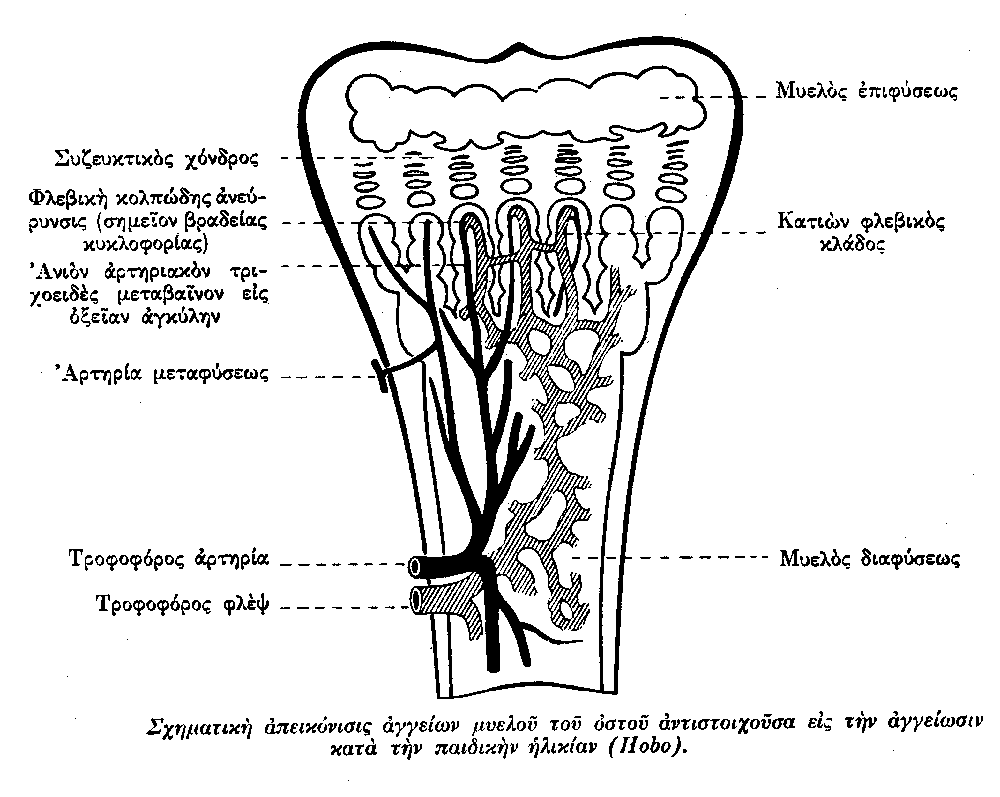 Μυελὸς ἐπιφύσεως
Συζευκτικὸς χόνδρος
Φλεβικὴ κολπώδης ἀνεύ-
ρυνσις (σημεῖον βραδείας
κυκλοφορίας)
Κατιὼν φλεβικὸς
κλάδος
Ἀνιὸν ἀρτηριακὸν τρι-
χοειδὲς μεταβαῖνον εἰς
ὀξεῖαν ἀγκύλην
Ἀρτηρία μεταφύσεως
Τροφοφόρος ἀρτηρία
Μυελὸς διαφύσεως
Τροφοφόρος φλὲψ
Σχηματικὴ ἀπεικόνισις ἀγγείων μυελοῦ τοῦ ὀστοῦ ἀντιστοιχοῦσα εἰς τὴν ἀγγείωσιν
κατὰ τὴν παιδικὴν ἡλικίαν (Hobo).